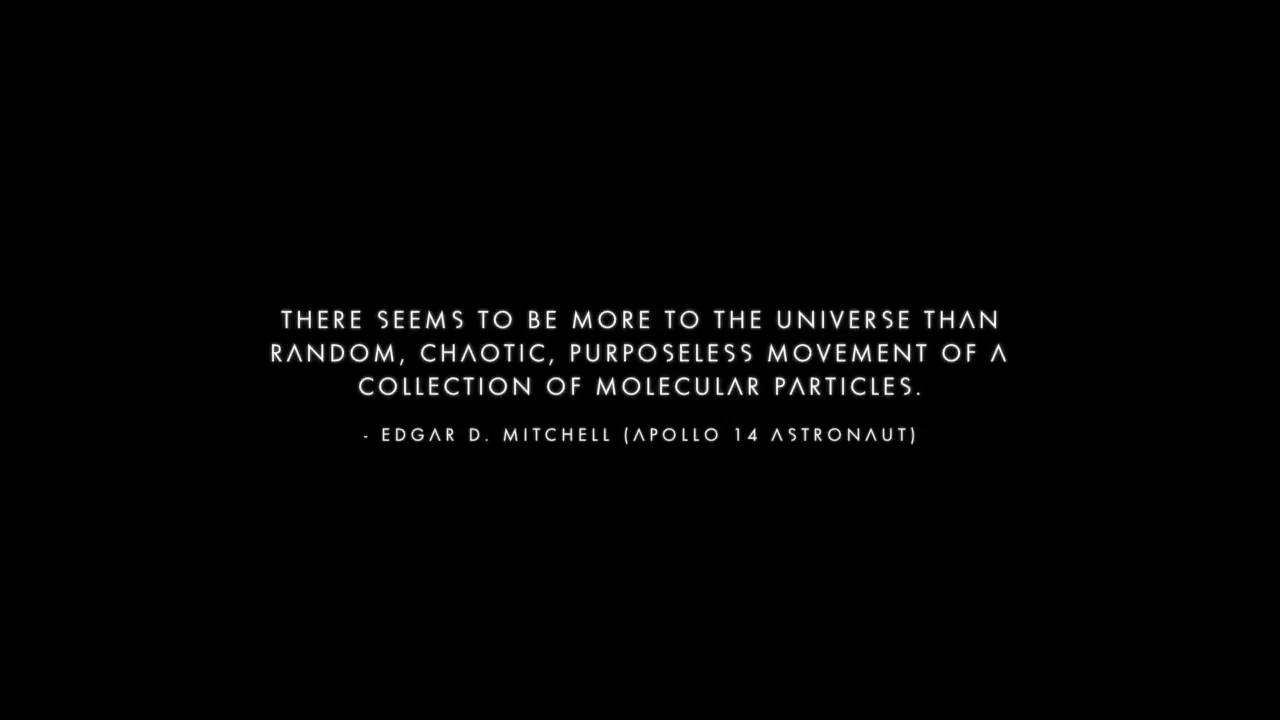 THERE SEEMS TO BE MORE TO THE UNIVERSE THAN
RANDOM, CHAOTIC, PURPOSELESS MOVEMENT OF A
COLLECTION OF MOLECULAR PARTICLES.
- EDGAR D. MITCHELL (APOLLO 14 ASTRONAUT)